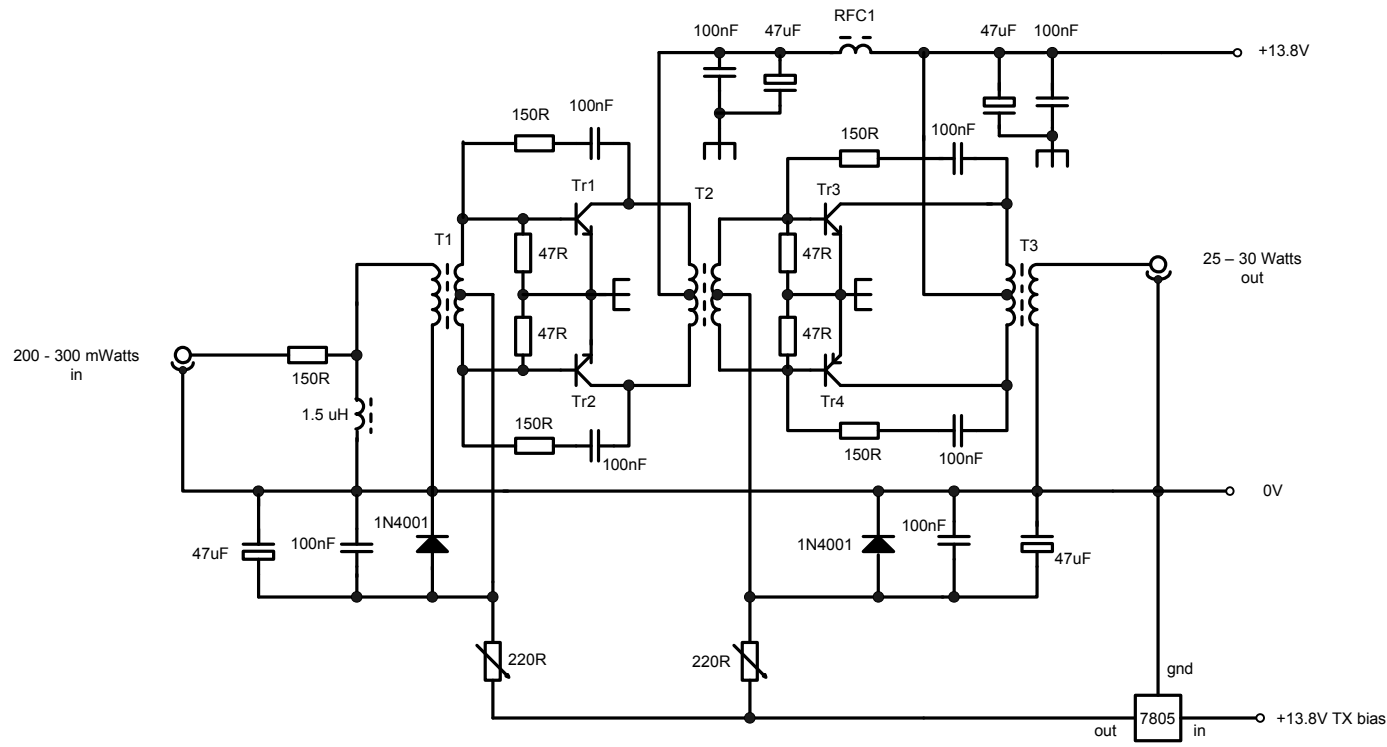 RFC1
100nF
47uF
47uF
100nF
+13.8V
150R
100nF
150R
100nF
Tr1
T2
Tr3
47R
47R
T1
T3
25 – 30 Watts
out
47R
47R
200 - 300 mWatts
in
150R
Tr2
Tr4
1.5 uH
150R
100nF
150R
100nF
0V
47uF
100nF
1N4001
1N4001
100nF
47uF
220R
220R
gnd
7805
out
in
+13.8V TX bias